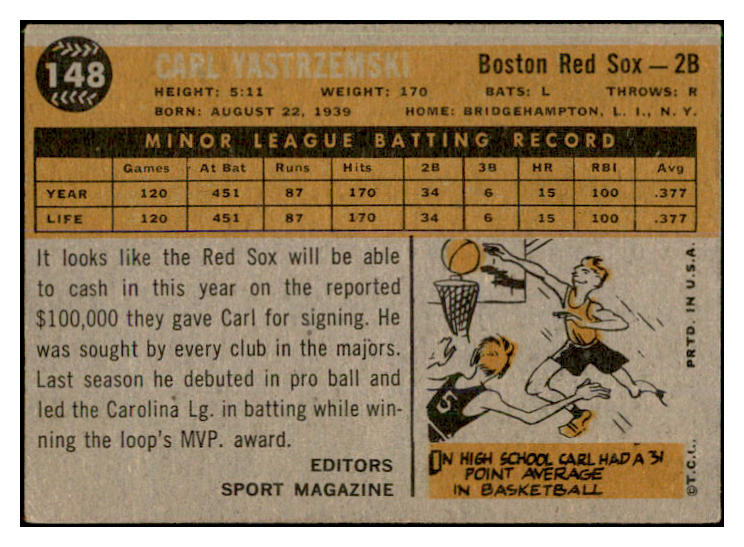 148
CARL YASTRZEMSKI
Boston Red Sox — 2B
HEIGHT: 5:11 WEIGHT: 170 BATS: L THROWS: R
BORN: AUGUST 22, 1939 HOME: BRIDGEHAMPTON, L. I., N. Y.
MINOR LEAGUE BATTING RECORD
Games At Bat Runs Hits 2B 3B HR RBI Avg
YEAR 120 451 87 170 34 6 15 100 .377
LIFE 120 451 87 170 34 6 15 100 .377
It looks like the Red Sox will be able
to cash in this year on the reported
$100,000 they gave Carl for signing. He
was sought by every club in the majors.
Last season he debuted in pro ball and
led the Carolina Lg. in batting while win-
ning the loop's MVP. award.
EDITORS
SPORT MAGAZINE
5
IN HIGH SCHOOL CARL HAD A 31
POINT AVERAGE
IN BASKETBALL
©T.C.I., PRTD. IN U.S.A.